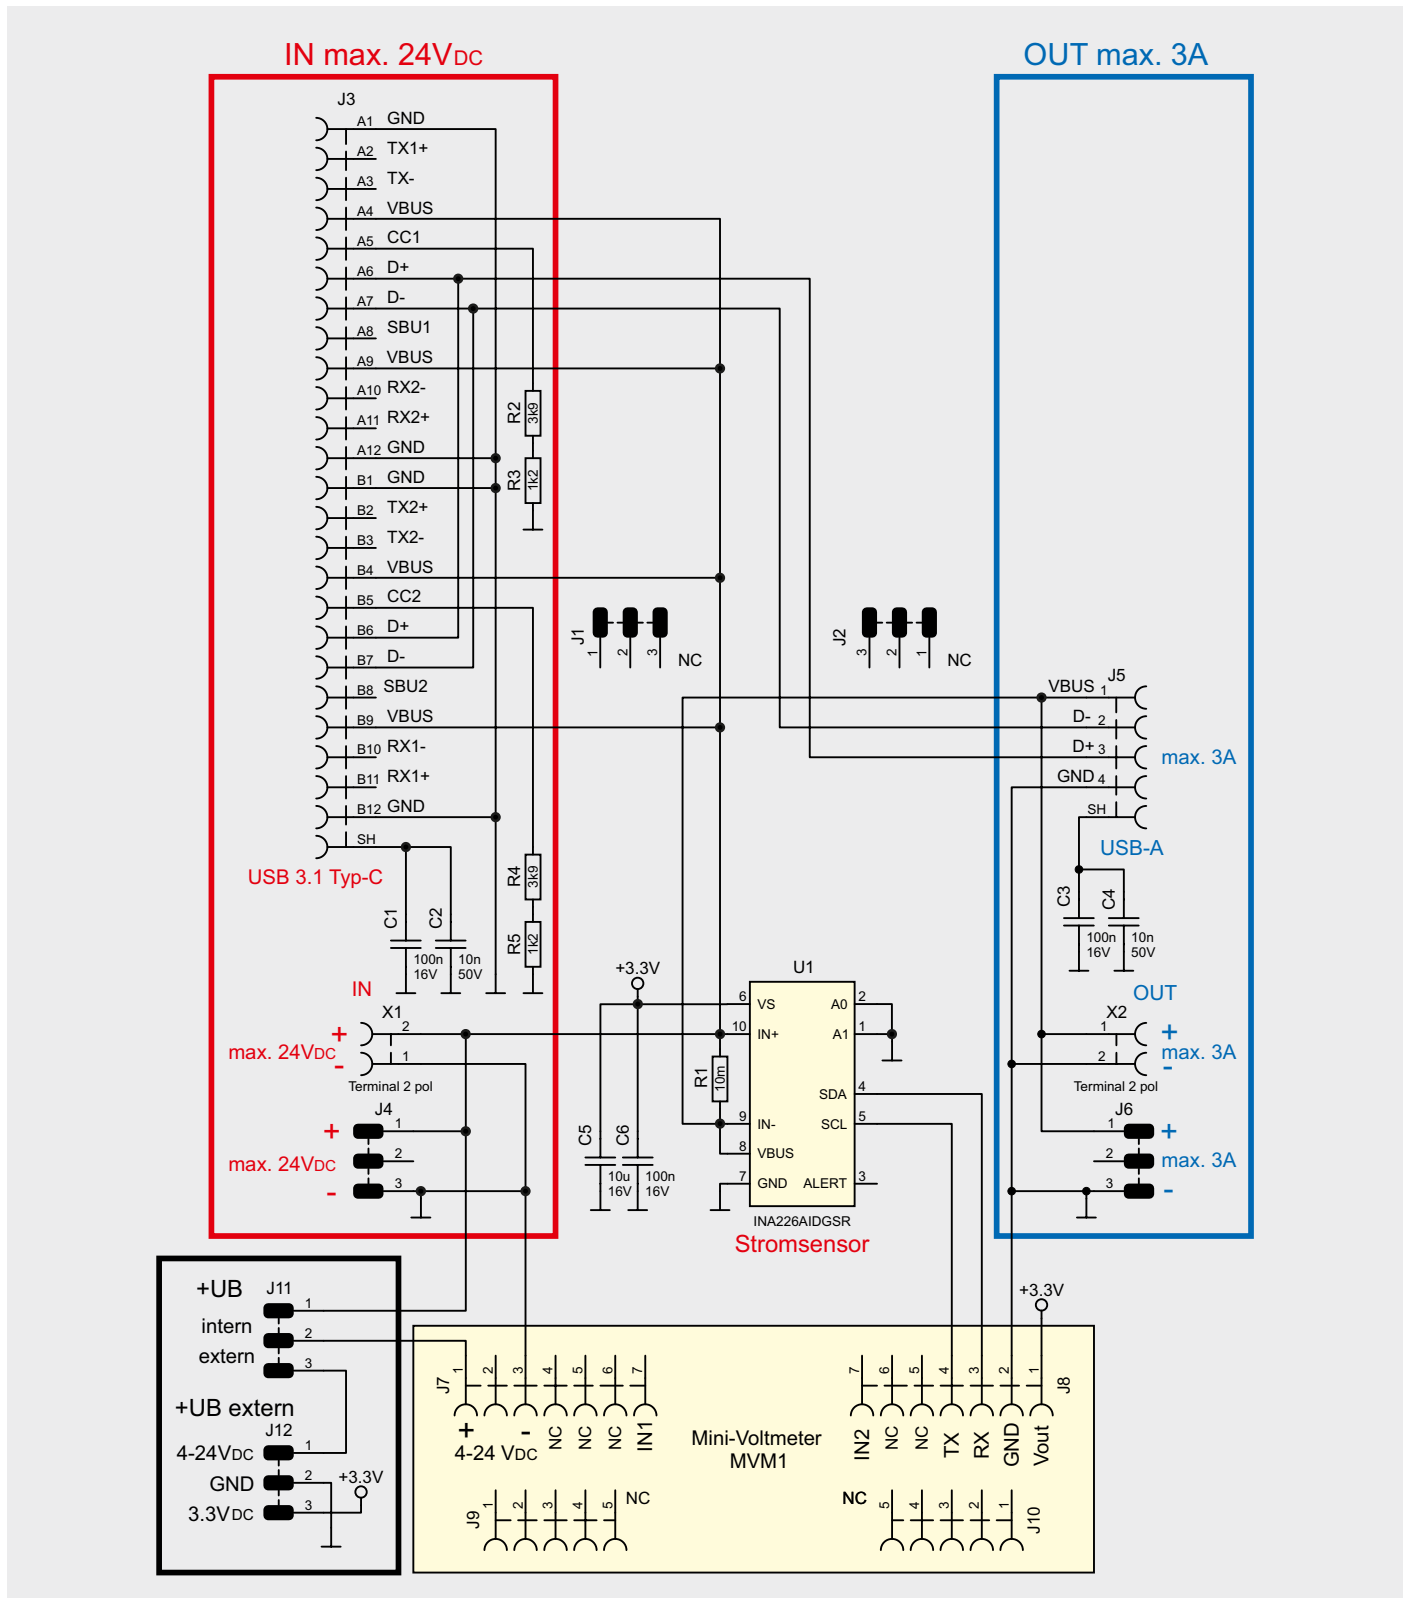 IN max. 24VDC
OUT max. 3A
J3
A1 GND
A2 TX1+
A3 TX-
A4 VBUS
A5 CC1
A6 D+
A7 D-
A8 SBU1
A9 VBUS
A10 RX2-
A11 RX2+
A12 GND
B1 GND
B2 TX2+
B3 TX2-
B4 VBUS
B5 CC2
B6 D+
B7 D-
B8 SBU2
B9 VBUS
B10 RX1-
B11 RX1+
B12 GND
SH
USB 3.1 Typ-C
R2
3k9
R3
1k2
R4
3k9
R5
1k2
C1
100n
16V
C2
10n
50V
J1
1 2 3
NC
J2
3 2 1
NC
J5
VBUS 1
D- 2
D+ 3
GND 4
SH
max. 3A
USB-A
C3
100n
16V
C4
10n
50V
IN
X1
+ 2
max. 24VDC
- 1
Terminal 2 pol
J4
+ 1
max. 24VDC 2
- 3
+3.3V
C5
10u
16V
C6
100n
16V
R1
10m
U1
6 VS
10 IN+
9 IN-
8 VBUS
7 GND
A0 2
A1 1
SDA 4
SCL 5
ALERT 3
INA226AIDGSR
Stromsensor
OUT
X2
1 +
max. 3A
2 -
Terminal 2 pol
J6
1 +
2 max. 3A
3 -
+UB
J11
1
intern
2
extern
3
+UB extern
J12
4-24VDC 1
GND 2
3.3VDC 3
+3.3V
+3.3V
J7
1 2 3 4 5 6 7
+ - NC NC NC IN1
4-24 VDC
Mini-Voltmeter
MVM1
7 6 5 4 3 2 1
J8
IN2 NC NC TX RX GND Vout
J9
1 2 3 4 5
NC
NC
5 4 3 2 1
J10